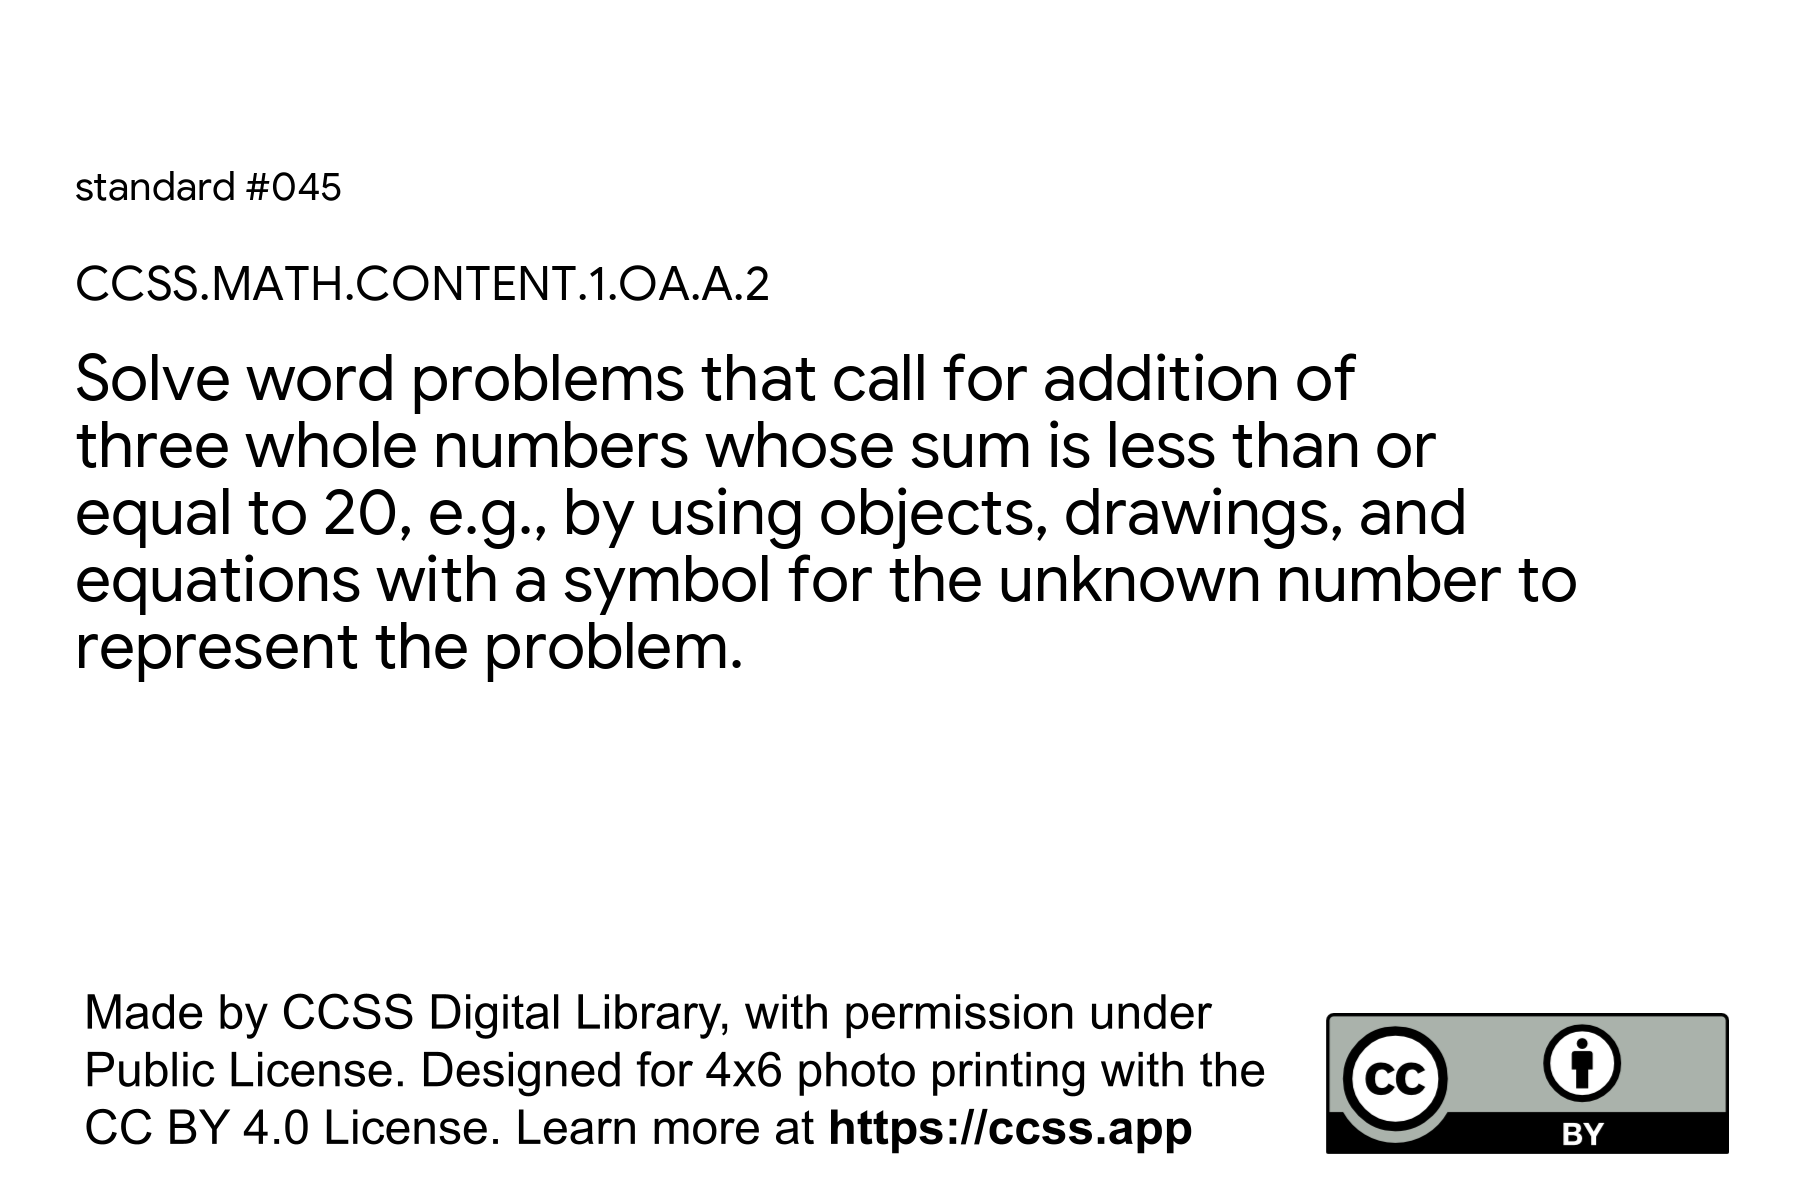 standard #045
CCSS.MATH.CONTENT.1.OA.A.2
Solve word problems that call for addition of
three whole numbers whose sum is less than or
equal to 20, e.g., by using objects, drawings, and
equations with a symbol for the unknown number to
represent the problem.
Made by CCSS Digital Library, with permission under
Public License. Designed for 4x6 photo printing with the
CC BY 4.0 License. Learn more at https://ccss.app
cc
BY